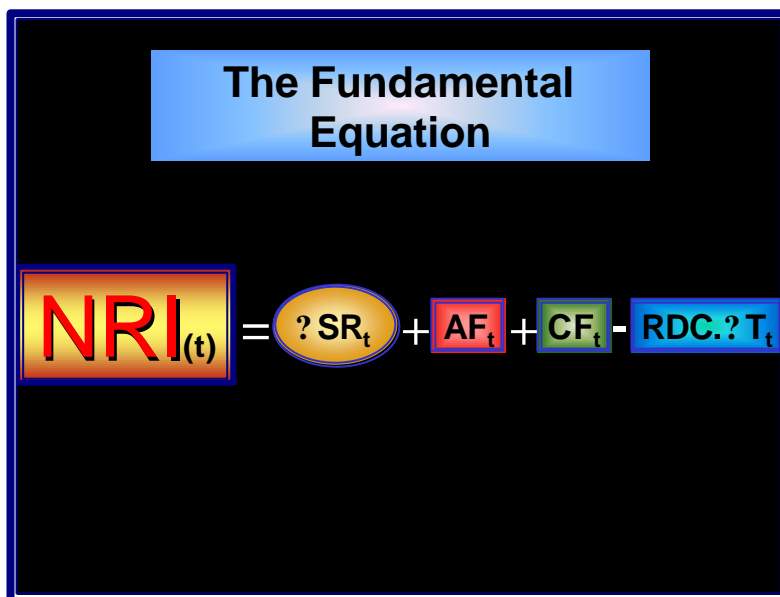 The Fundamental
Equation
NRI(t) = ? SRt + AFt + CFt - RDC.? Tt